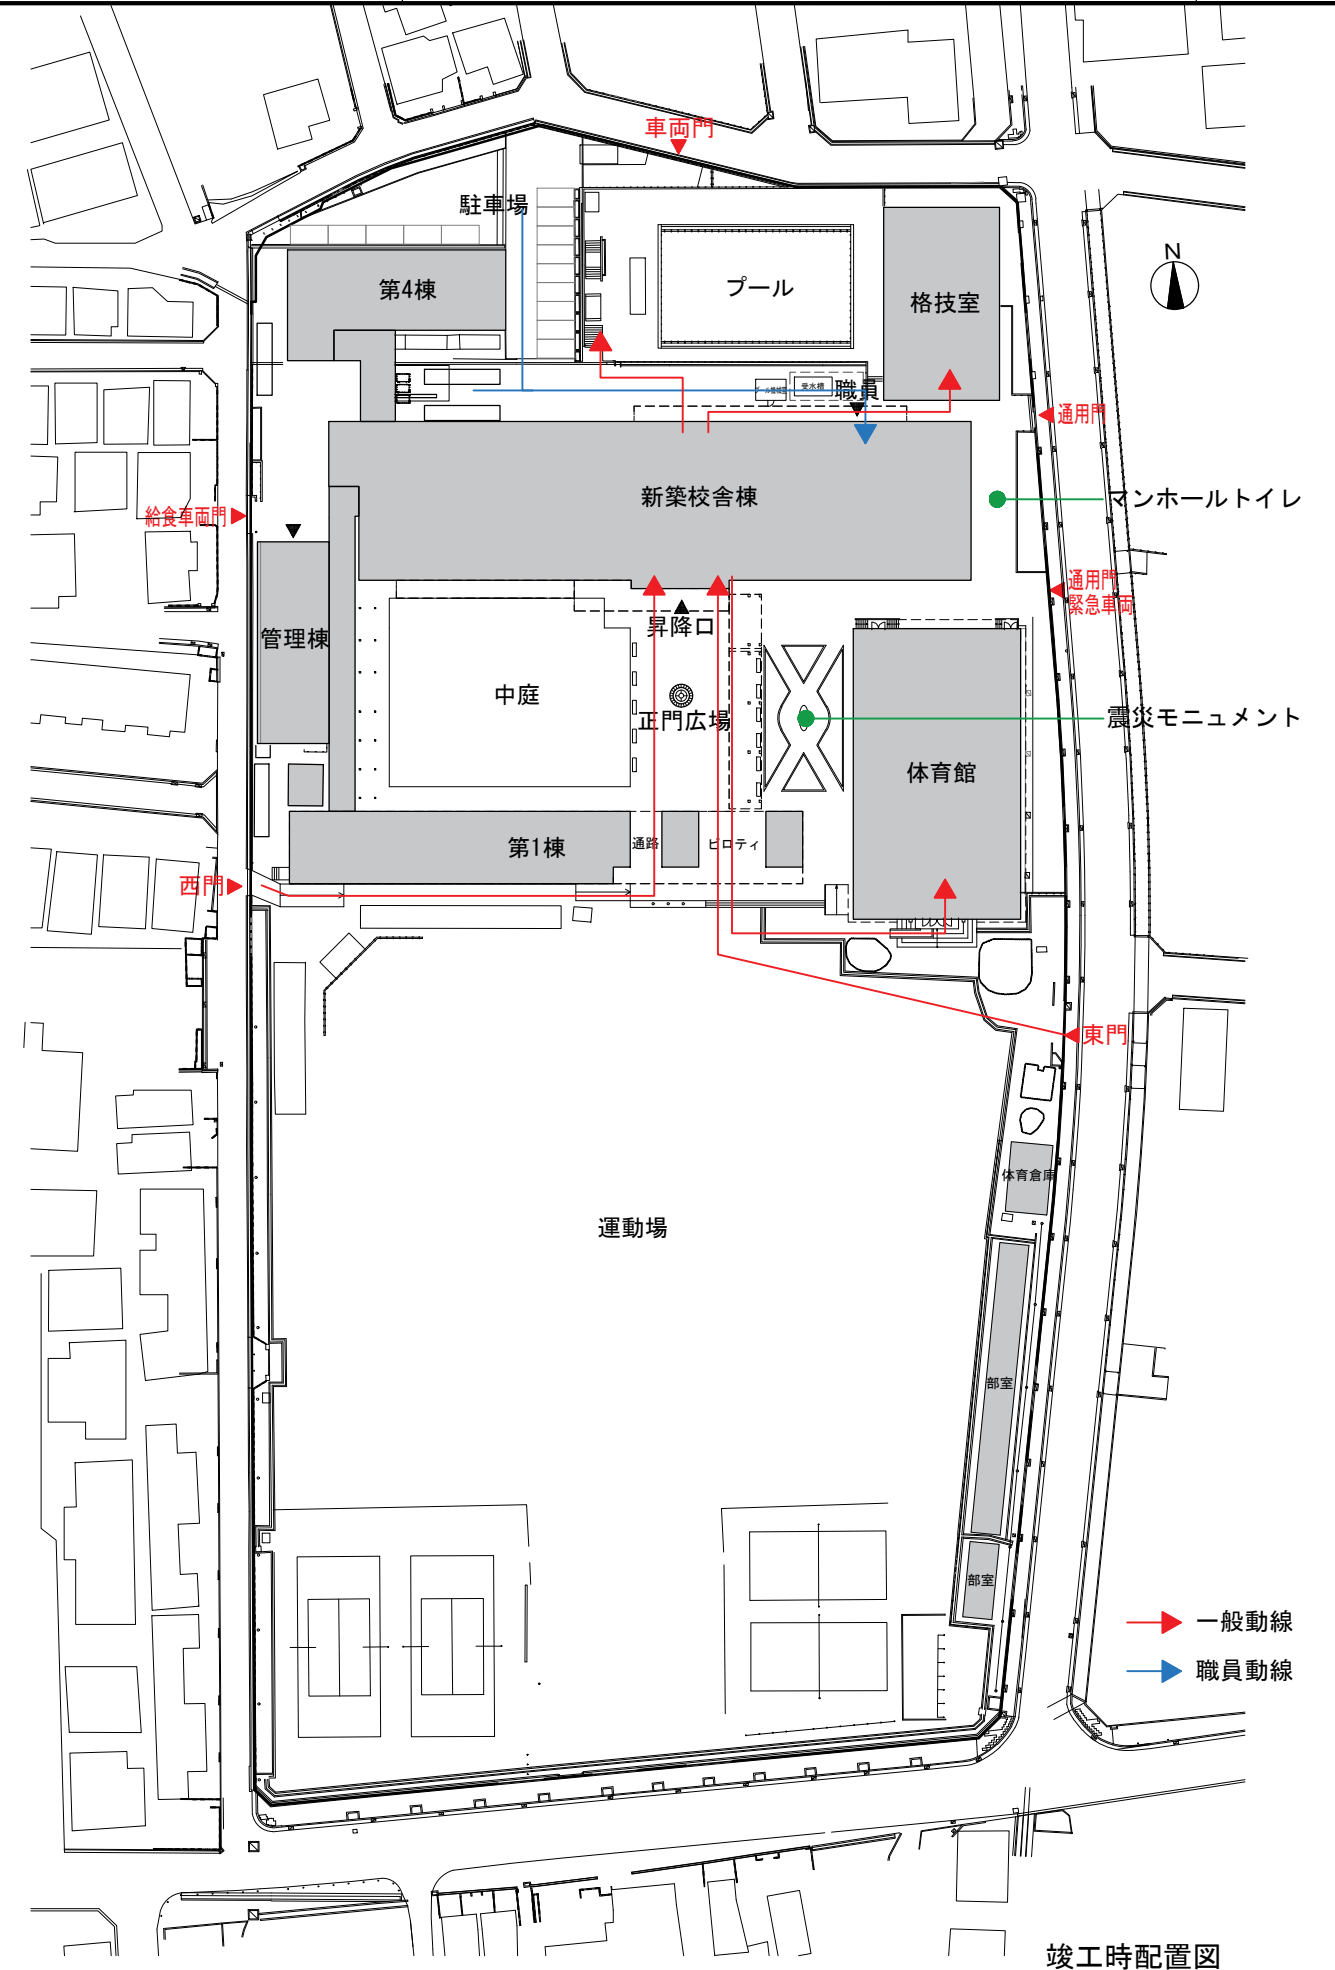 車両門
駐車場
N
第4棟
プール
格技室
受水槽
職員
通用門
新築校舎棟
マンホールトイレ
給食車両門
通用門
緊急車両
昇降口
管理棟
中庭
正門広場
震災モニュメント
体育館
第1棟
通路
ピロティ
西門
東門
体育倉庫
運動場
部室
部室
一般動線
職員動線
竣工時配置図